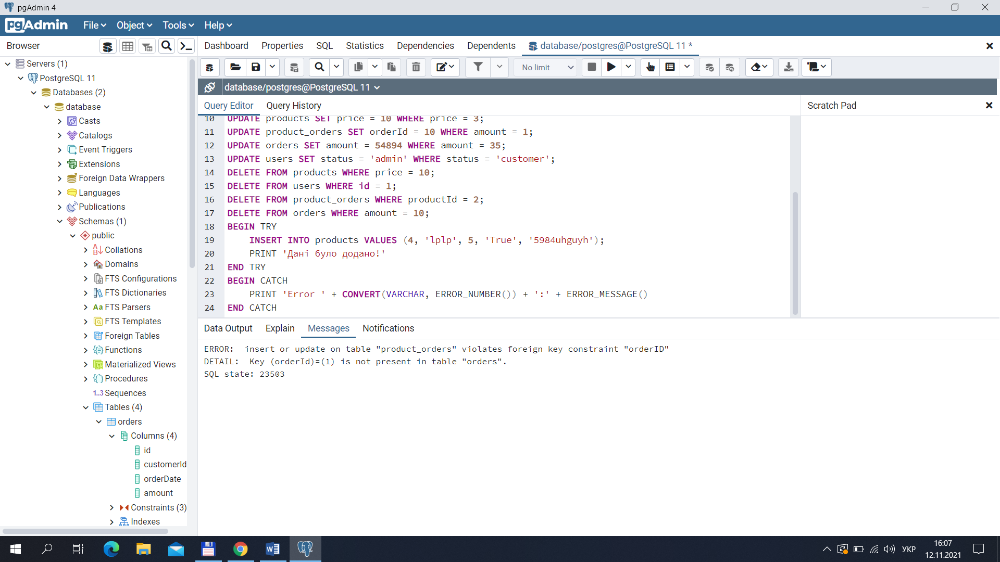 pgAdmin 4
pgAdmin File Object Tools Help
Browser
Dashboard Properties SQL Statistics Dependencies Dependents database/postgres@PostgreSQL 11 *
No limit
database/postgres@PostgreSQL 11
Servers (1)
PostgreSQL 11
Databases (2)
database
Casts
Catalogs
Event Triggers
Extensions
Foreign Data Wrappers
Languages
Publications
Schemas (1)
public
Collations
Domains
FTS Configurations
FTS Dictionaries
Aa FTS Parsers
FTS Templates
Foreign Tables
Functions
Materialized Views
Procedures
1..3 Sequences
Tables (4)
orders
Columns (4)
id
customerId
orderDate
amount
Constraints (3)
Indexes
Query Editor Query History
Scratch Pad
10 UPDATE products SET price = 10 WHERE price = 3;
11 UPDATE product_orders SET orderId = 10 WHERE amount = 1;
12 UPDATE orders SET amount = 54894 WHERE amount = 35;
13 UPDATE users SET status = 'admin' WHERE status = 'customer';
14 DELETE FROM products WHERE price = 10;
15 DELETE FROM users WHERE id = 1;
16 DELETE FROM product_orders WHERE productId = 2;
17 DELETE FROM orders WHERE amount = 10;
18 BEGIN TRY
19 INSERT INTO products VALUES (4, 'lplp', 5, 'True', '5984uhguyh');
20 PRINT 'Дані було додано!'
21 END TRY
22 BEGIN CATCH
23 PRINT 'Error ' + CONVERT(VARCHAR, ERROR_NUMBER()) + ':' + ERROR_MESSAGE()
24 END CATCH
Data Output Explain Messages Notifications
ERROR:  insert or update on table "product_orders" violates foreign key constraint "orderID"
DETAIL:  Key (orderId)=(1) is not present in table "orders".
SQL state: 23503
УКР
16:07
12.11.2021